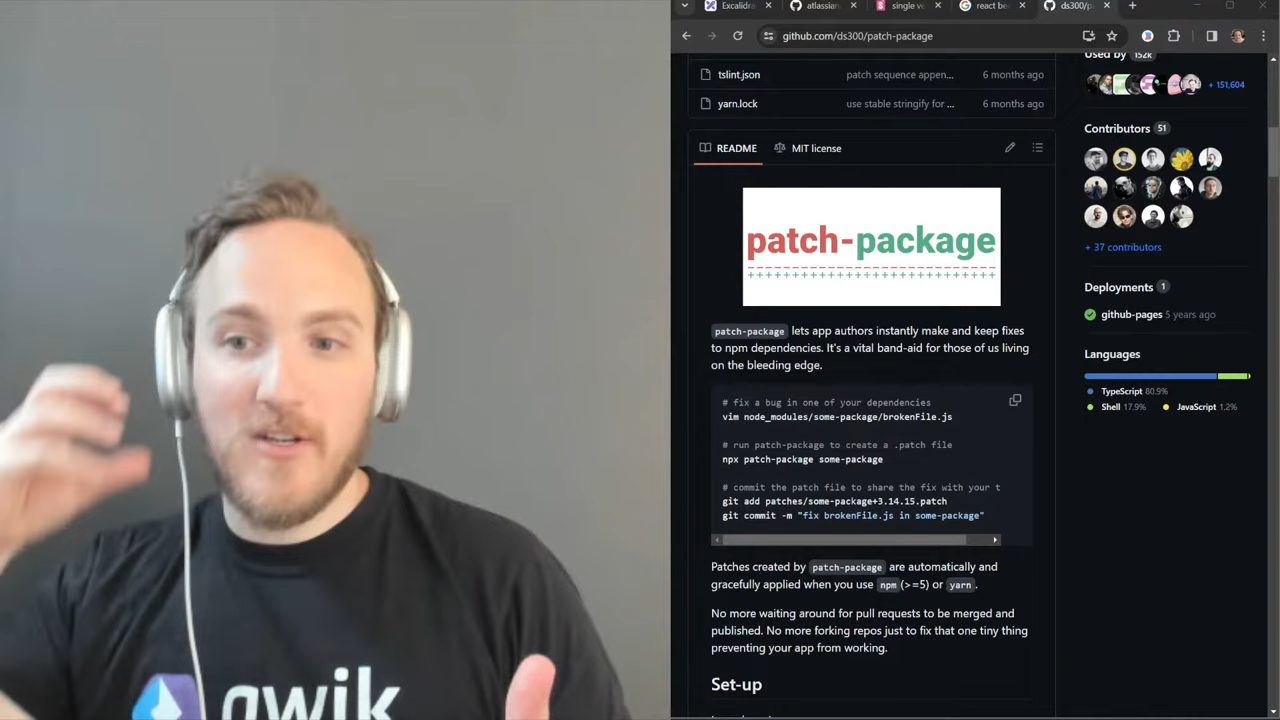 Excalidra
atlassian
single ve
react be
ds300/p
github.com/ds300/patch-package
tslint.json patch sequence appen... 6 months ago
yarn.lock use stable stringify for ... 6 months ago
README MIT license
patch-package
patch-package lets app authors instantly make and keep fixes
to npm dependencies. It's a vital band-aid for those of us living
on the bleeding edge.
# fix a bug in one of your dependencies
vim node_modules/some-package/brokenFile.js
# run patch-package to create a .patch file
npx patch-package some-package
# commit the patch file to share the fix with your t
git add patches/some-package+3.14.15.patch
git commit -m "fix brokenFile.js in some-package"
Patches created by patch-package are automatically and
gracefully applied when you use npm (>=5) or yarn.
No more waiting around for pull requests to be merged and
published. No more forking repos just to fix that one tiny thing
preventing your app from working.
Set-up
Used by 152k
+ 151,604
Contributors 51
+ 37 contributors
Deployments 1
github-pages 5 years ago
Languages
TypeScript 80.9%
Shell 17.9% JavaScript 1.2%
qwik